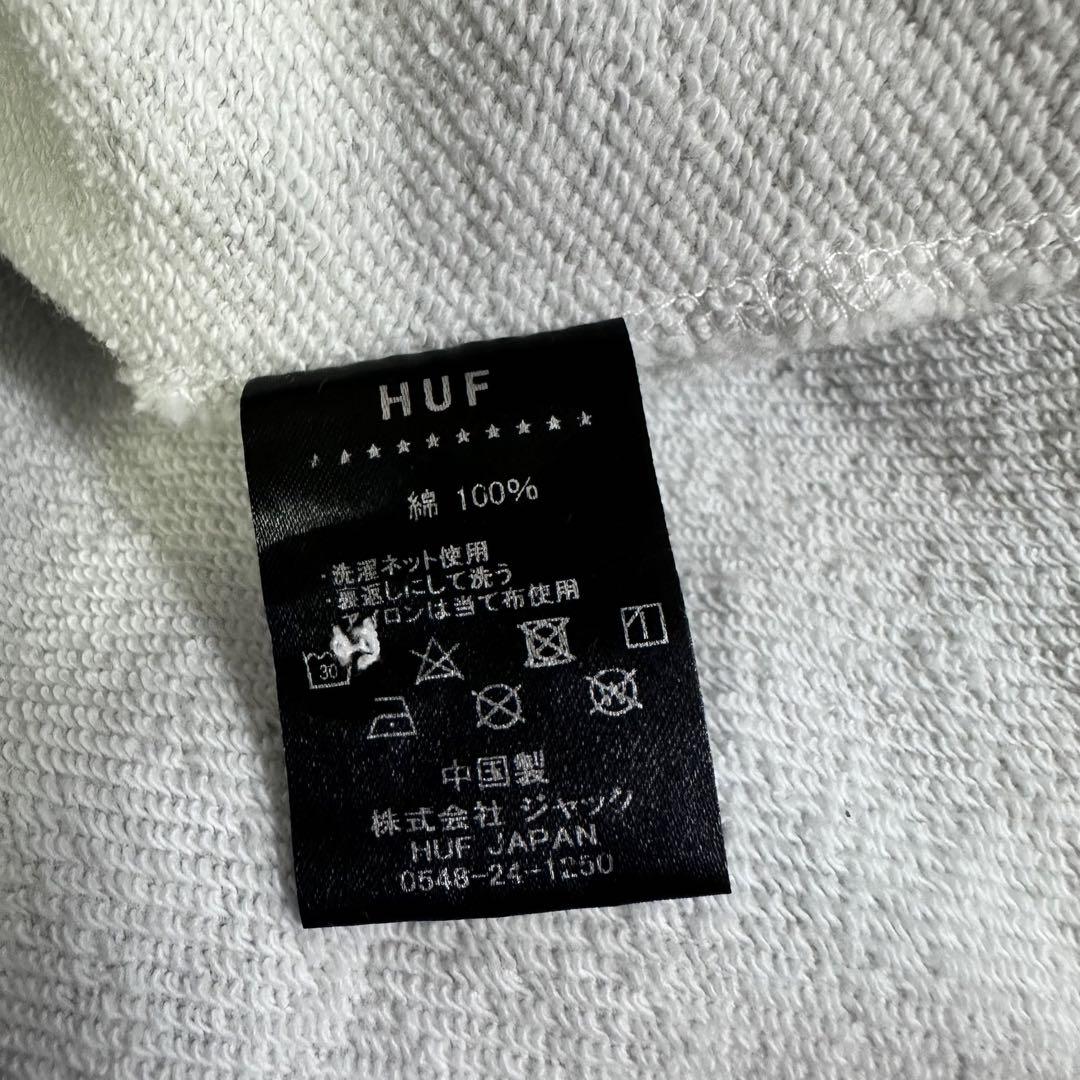 HUF
綿 100%
・洗濯ネット使用
・裏返しにして洗う
アイロンは当て布使用
30
中国製
株式会社 ジャック
HUF JAPAN
0548-24-1250